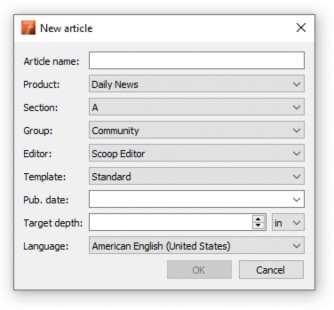 New article
Article name:
Product: Daily News
Section: A
Group: Community
Editor: Scoop Editor
Template: Standard
Pub. date:
Target depth: in
Language: American English (United States)
OK Cancel